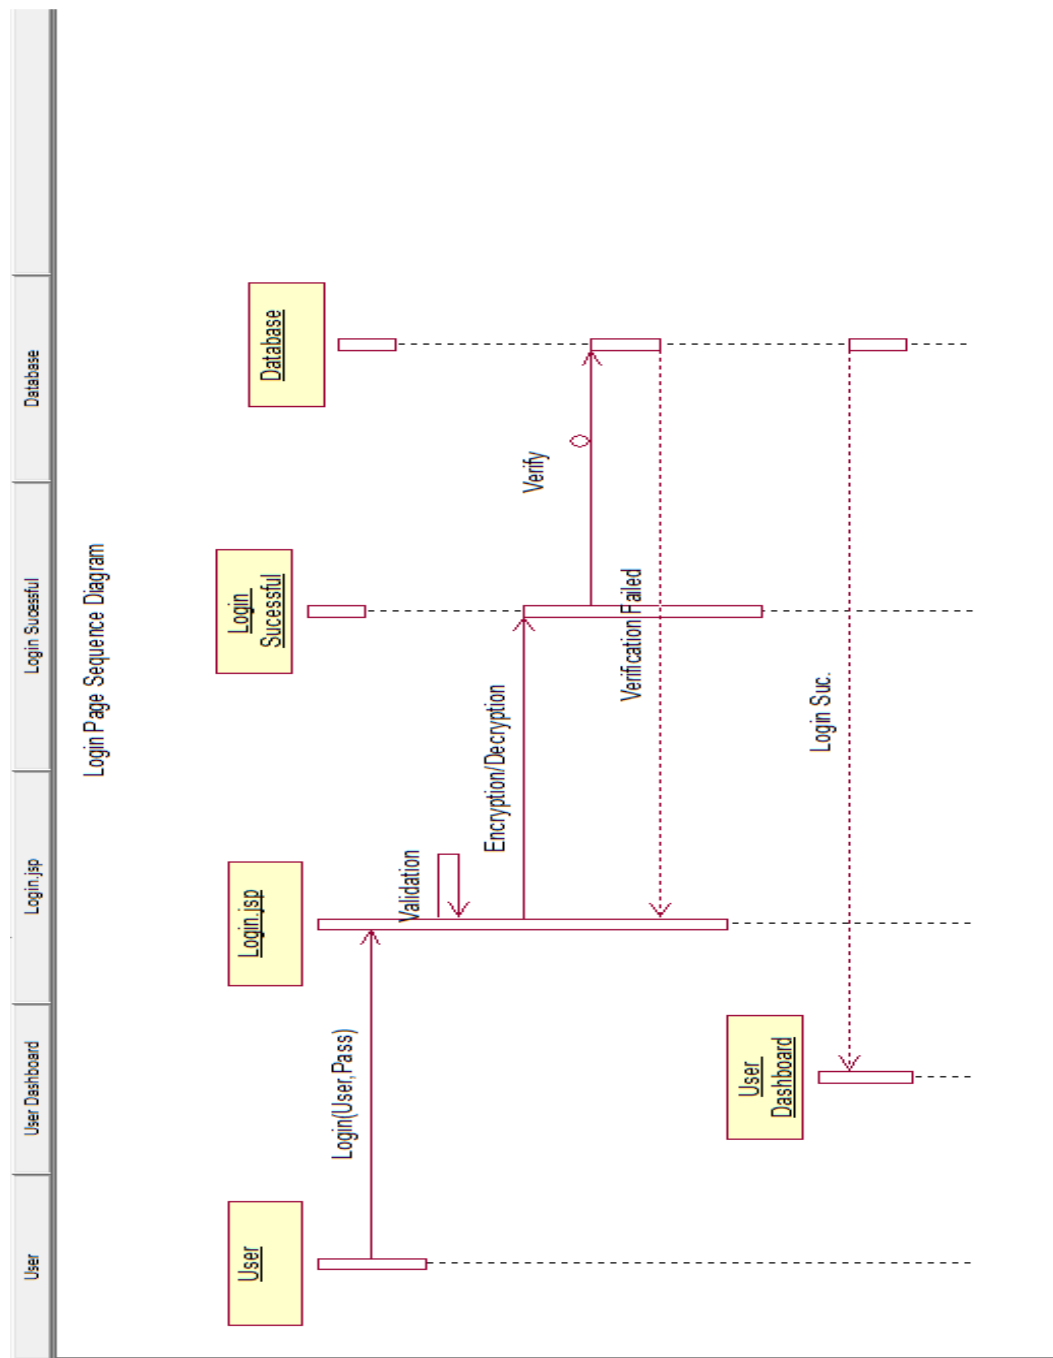 User
User Dashboard
Login.jsp
Login Sucessful
Database
Login Page Sequence Diagram
User
Login.jsp
Login
Sucessful
Database
Login(User,Pass)
Validation
Encryption/Decryption
Verify
Verification Failed
User
Dashboard
Login Suc.